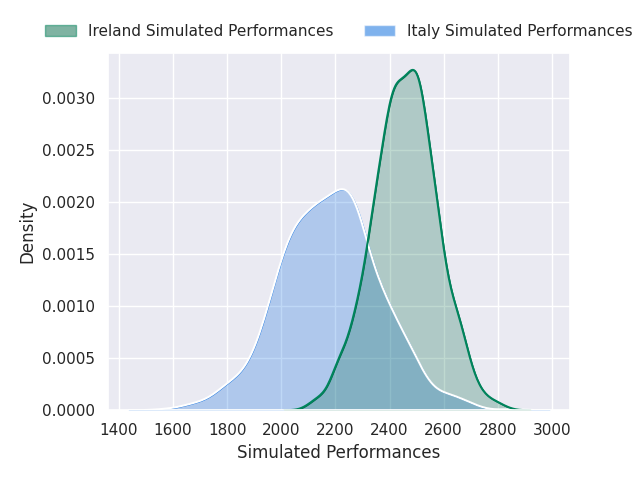 Ireland Simulated Performances Italy Simulated Performances
0.0030
0.0025
0.0020
0.0015
0.0010
0.0005
0.0000
Density
1400 1600 1800 2000 2200 2400 2600 2800 3000
Simulated Performances